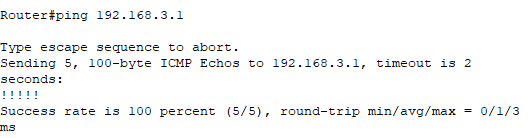 Router#ping 192.168.3.1
Type escape sequence to abort.
Sending 5, 100-byte ICMP Echos to 192.168.3.1, timeout is 2
seconds:
!!!!!
Success rate is 100 percent (5/5), round-trip min/avg/max = 0/1/3
ms